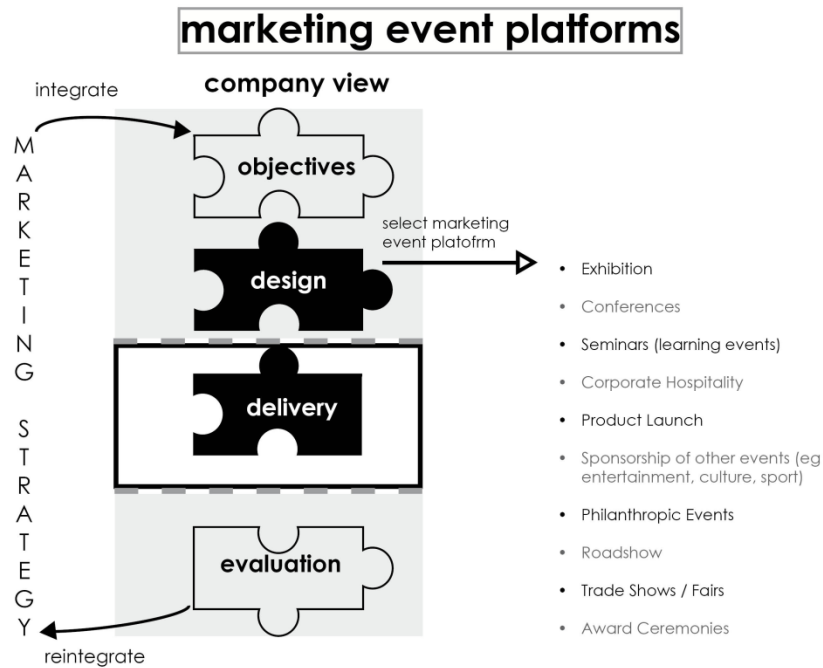 marketing event platforms
company view
integrate
MARKETING STRATEGY
objectives
select marketing
event platofrm
design
delivery
evaluation
reintegrate
• Exhibition
• Conferences
• Seminars (learning events)
• Corporate Hospitality
• Product Launch
• Sponsorship of other events (eg
entertainment, culture, sport)
• Philanthropic Events
• Roadshow
• Trade Shows / Fairs
• Award Ceremonies